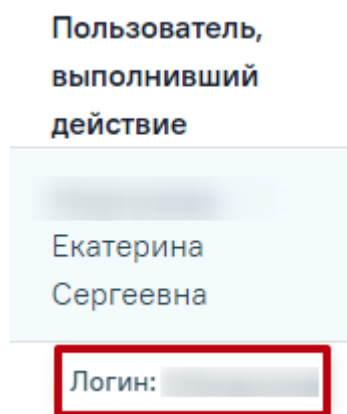 Пользователь,
выполнивший
действие
Екатерина
Сергеевна
Логин: